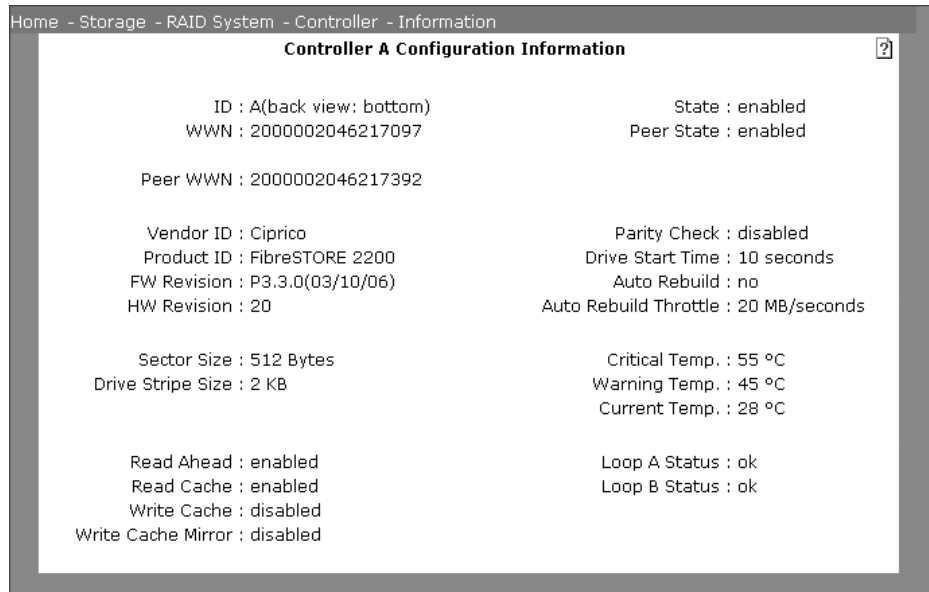 Home - Storage - RAID System - Controller - Information
Controller A Configuration Information
?
ID : A(back view: bottom)
State : enabled
WWN : 2000002046217097
Peer State : enabled
Peer WWN : 2000002046217392
Vendor ID : Ciprico
Parity Check : disabled
Product ID : FibreSTORE 2200
Drive Start Time : 10 seconds
FW Revision : P3.3.0(03/10/06)
Auto Rebuild : no
HW Revision : 20
Auto Rebuild Throttle : 20 MB/seconds
Sector Size : 512 Bytes
Critical Temp. : 55 ºC
Drive Stripe Size : 2 KB
Warning Temp. : 45 ºC
Current Temp. : 28 ºC
Read Ahead : enabled
Loop A Status : ok
Read Cache : enabled
Loop B Status : ok
Write Cache : disabled
Write Cache Mirror : disabled